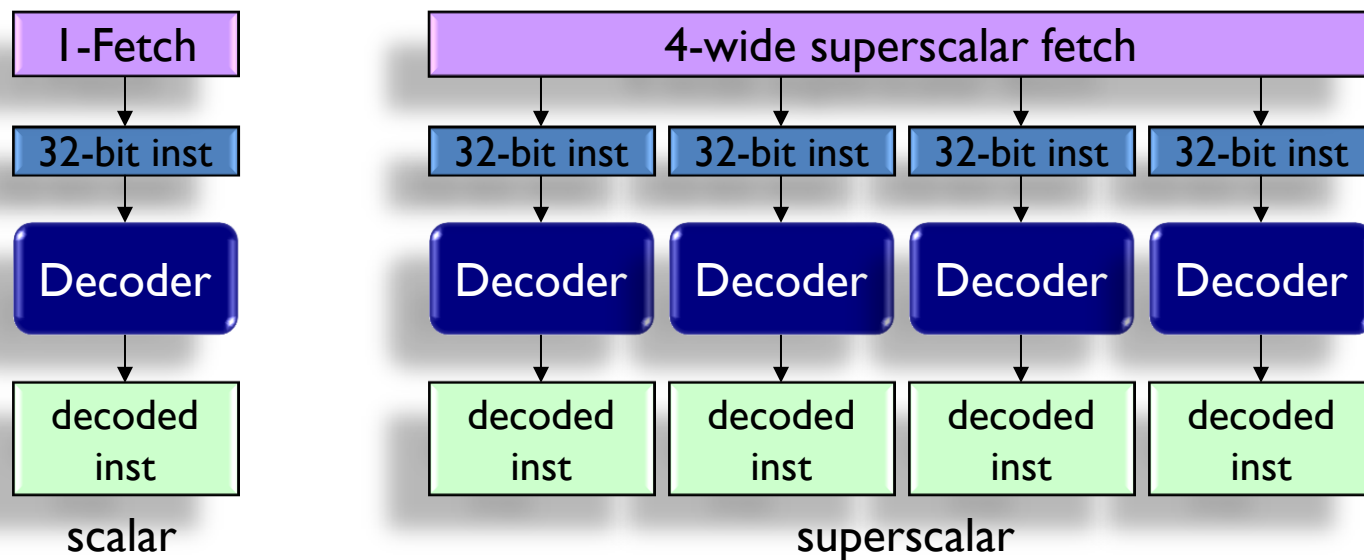 1-Fetch
4-wide superscalar fetch
32-bit inst
32-bit inst
32-bit inst
32-bit inst
32-bit inst
Decoder
Decoder
Decoder
Decoder
Decoder
decoded
inst
decoded
inst
decoded
inst
decoded
inst
decoded
inst
scalar
superscalar